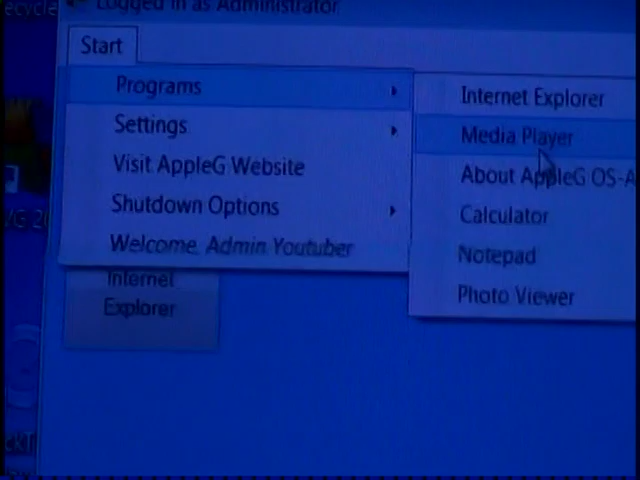 Logged in as Administrator
Start
Programs
Settings
Visit AppleG Website
Shutdown Options
Welcome, Admin Youtuber
Internet Explorer
Media Player
About AppleG OS-A
Calculator
Notepad
Photo Viewer
Internet
Explorer